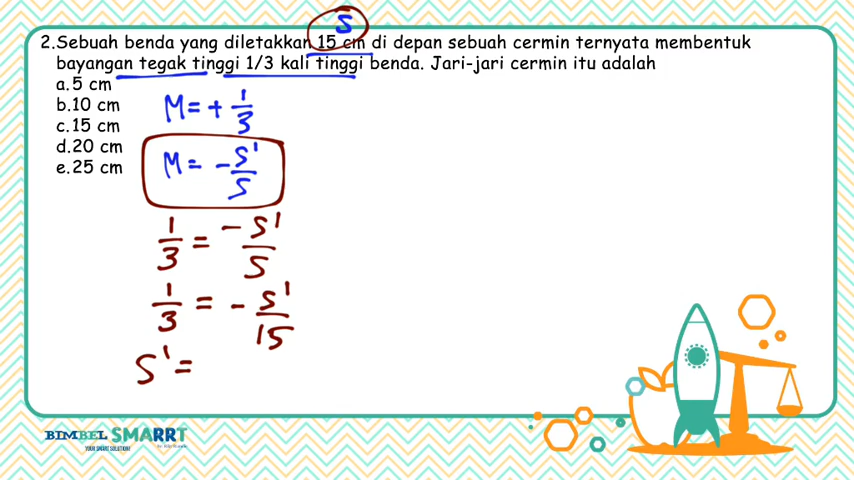 S
2.Sebuah benda yang diletakkan 15 cm di depan sebuah cermin ternyata membentuk
bayangan tegak tinggi 1/3 kali tinggi benda. Jari-jari cermin itu adalah
a.5 cm
b.10 cm
c.15 cm
d.20 cm
e.25 cm
M = + 1/3
M = - S'/S
1/3 = - S'/S
1/3 = - S'/15
S' =
BIMBEL SMARRT
YOUR SMART SOLUTION!